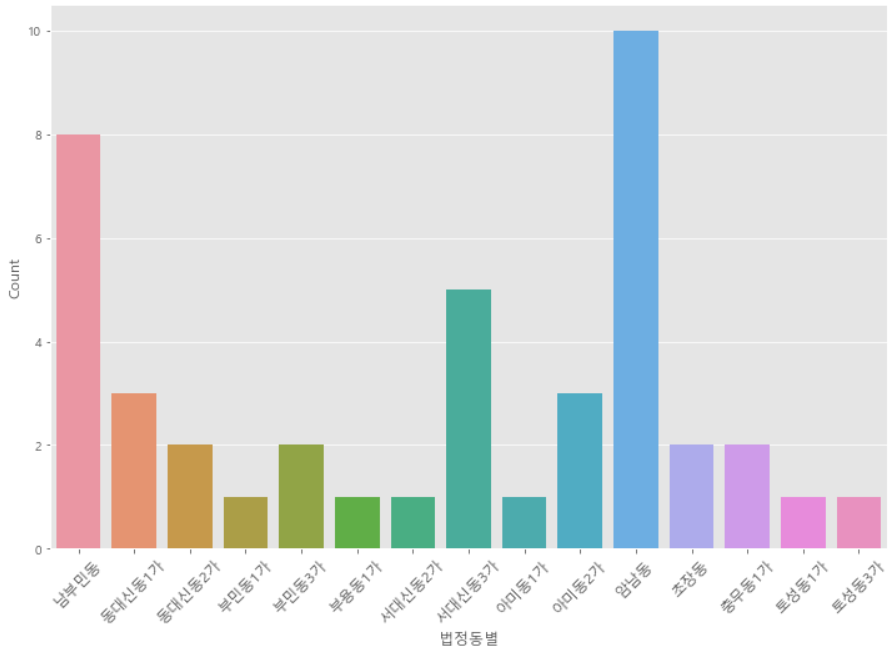 10
8
6
4
2
0
Count
남부민동
동대신동1가
동대신동2가
부민동1가
부민동3가
부용동1가
서대신동2가
서대신동3가
아미동1가
아미동2가
암남동
초장동
충무동1가
토성동1가
토성동3가
법정동별